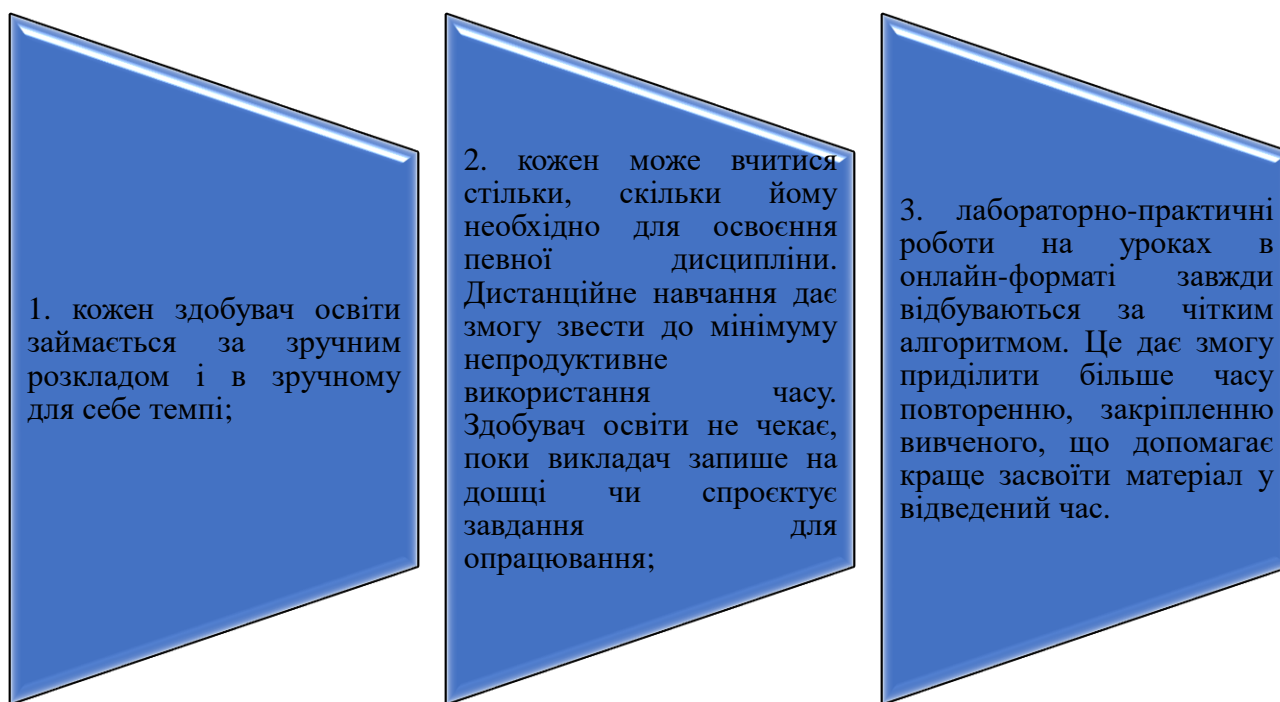 1. кожен здобувач освіти
займається за зручним
розкладом і в зручному
для себе темпі;
2. кожен може вчитися
стільки, скільки йому
необхідно для освоєння
певної дисципліни.
Дистанційне навчання дає
змогу звести до мінімуму
непродуктивне
використання часу.
Здобувач освіти не чекає,
поки викладач запише на
дошці чи спроєктує
завдання для
опрацювання;
3. лабораторно-практичні
роботи на уроках в
онлайн-форматі завжди
відбуваються за чітким
алгоритмом. Це дає змогу
приділити більше часу
повторенню, закріпленню
вивченого, що допомагає
краще засвоїти матеріал у
відведений час.